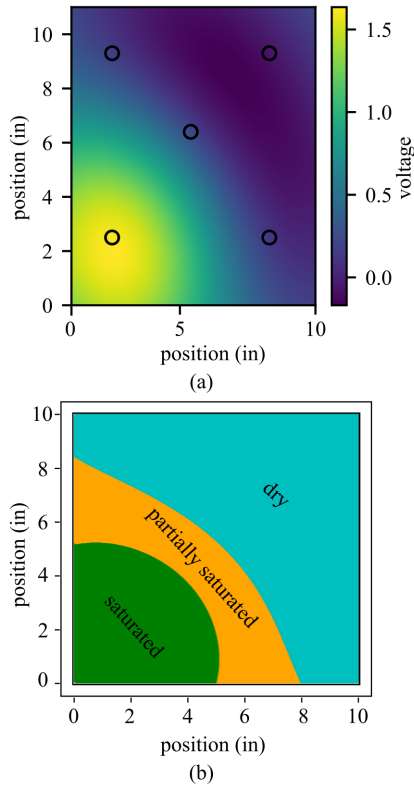 10
8
6
4
2
0
position (in)
0
5
10
position (in)
1.5
1.0
0.5
0.0
voltage
(a)
10
8
6
4
2
0
position (in)
dry
partially saturated
saturated
0
2
4
6
8
10
position (in)
(b)